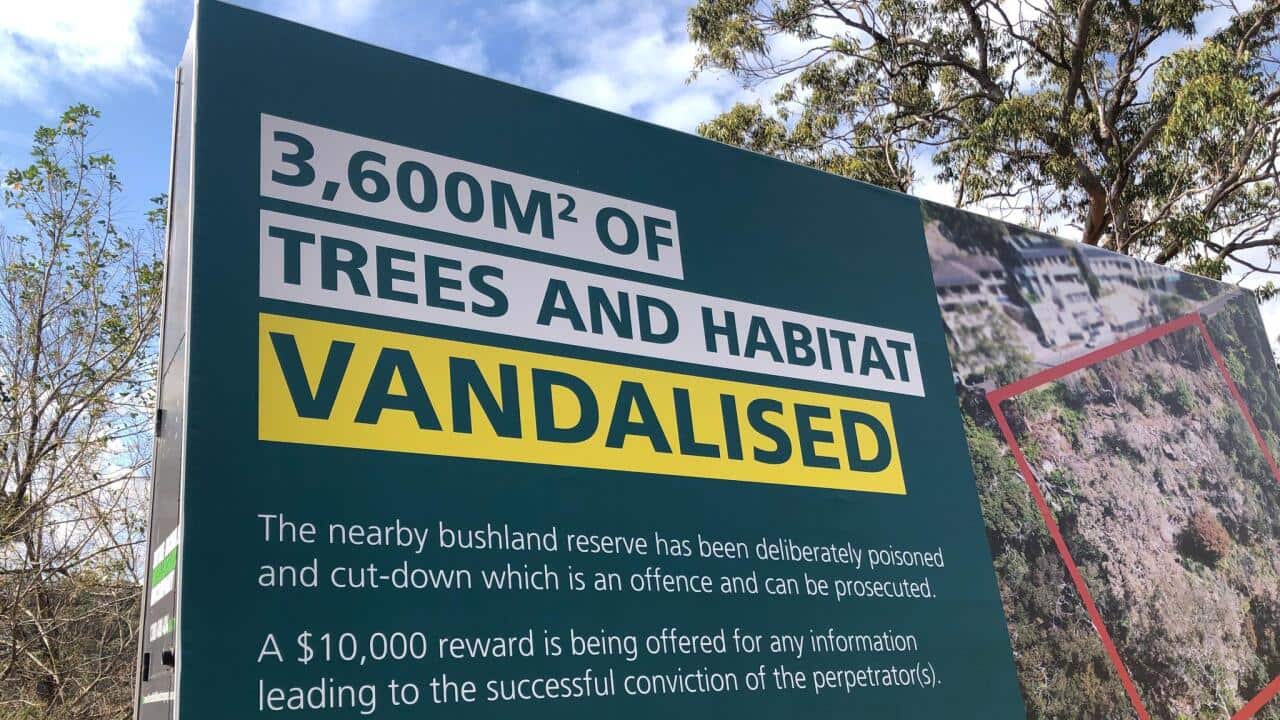 3,600M² OF
TREES AND HABITAT
VANDALISED
The nearby bushland reserve has been deliberately poisoned
and cut-down which is an offence and can be prosecuted.
A $10,000 reward is being offered for any information
leading to the successful conviction of the perpetrator(s).